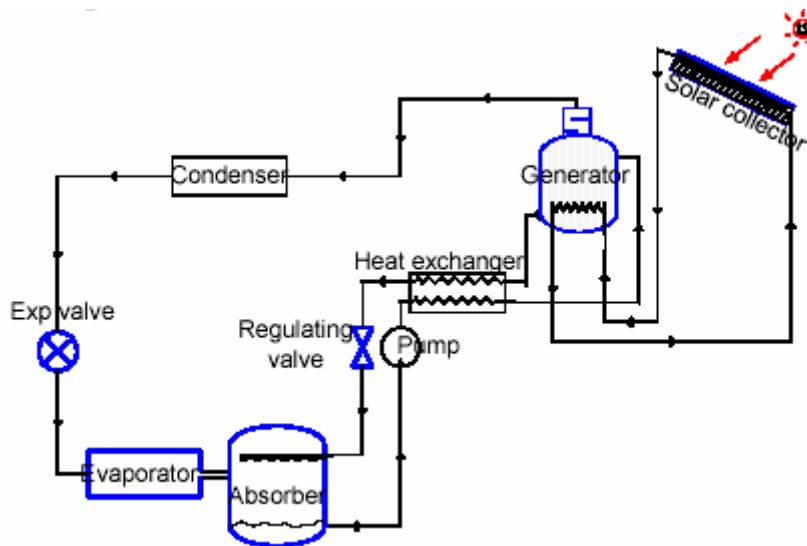 Solar collector
Condenser
Generator
Heat exchanger
Exp valve
Regulating
valve
Pump
Evaporator
Absorber